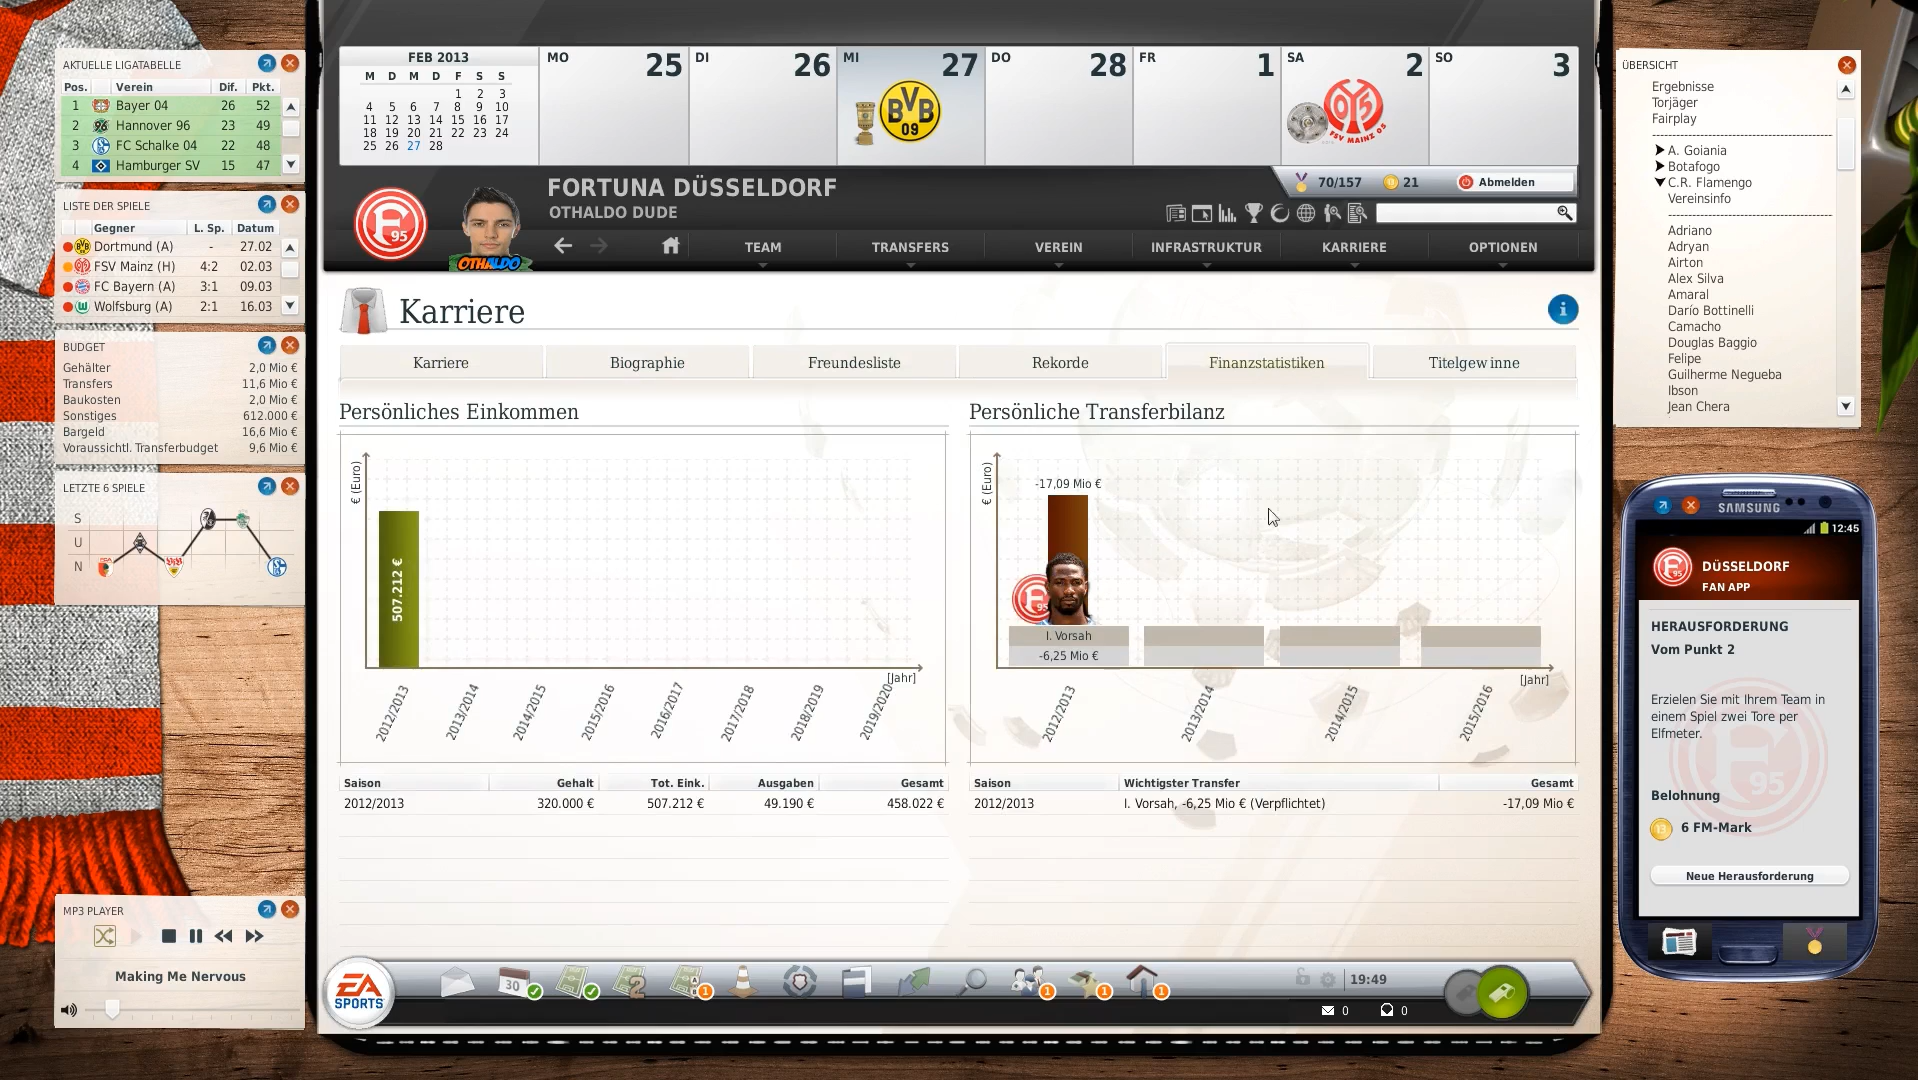 AKTUELLE LIGATABELLE
Pos. Verein Dif. Pkt.
1 Bayer 04 26 52
2 Hannover 96 23 49
3 FC Schalke 04 22 48
4 Hamburger SV 15 47
LISTE DER SPIELE
Gegner L. Sp. Datum
Dortmund (A) - 27.02
FSV Mainz (H) 4:2 02.03
FC Bayern (A) 3:1 09.03
Wolfsburg (A) 2:1 16.03
BUDGET
Gehälter 2,0 Mio €
Transfers 11,6 Mio €
Baukosten 2,0 Mio €
Sonstiges 612.000 €
Bargeld 16,6 Mio €
Voraussichtl. Transferbudget 9,6 Mio €
LETZTE 6 SPIELE
S
U
N
MP3 PLAYER
Making Me Nervous
FEB 2013
M D M D F S S
1 2 3
4 5 6 7 8 9 10
11 12 13 14 15 16 17
18 19 20 21 22 23 24
25 26 27 28
MO 25
DI 26
MI 27
BVB 09
DO 28
FR 1
SA 2
FSV MAINZ 05
SO 3
FORTUNA DÜSSELDORF
OTHALDO DUDE
F 95
OTHALDO
70/157 21 Abmelden
TEAM TRANSFERS VEREIN INFRASTRUKTUR KARRIERE OPTIONEN
Karriere
Karriere Biographie Freundesliste Rekorde Finanzstatistiken Titelgewinne
Persönliches Einkommen
€ (Euro)
507.212 €
[Jahr]
2012/2013 2013/2014 2014/2015 2015/2016 2016/2017 2017/2018 2018/2019 2019/2020
Saison Gehalt Tot. Eink. Ausgaben Gesamt
2012/2013 320.000 € 507.212 € 49.190 € 458.022 €
Persönliche Transferbilanz
€ (Euro)
-17,09 Mio €
I. Vorsah
-6,25 Mio €
[Jahr]
2012/2013 2013/2014 2014/2015 2015/2016
Saison Wichtigster Transfer Gesamt
2012/2013 I. Vorsah, -6,25 Mio € (Verpflichtet) -17,09 Mio €
EA SPORTS
30
2
1
1
1
1
19:49
0 0
ÜBERSICHT
Ergebnisse
Torjäger
Fairplay
A. Goiania
Botafogo
C.R. Flamengo
Vereinsinfo
Adriano
Adryan
Airton
Alex Silva
Amaral
Darío Bottinelli
Camacho
Douglas Baggio
Felipe
Guilherme Negueba
Ibson
Jean Chera
SAMSUNG
12:45
DÜSSELDORF
FAN APP
HERAUSFORDERUNG
Vom Punkt 2
Erzielen Sie mit Ihrem Team in
einem Spiel zwei Tore per
Elfmeter.
Belohnung
6 FM-Mark
Neue Herausforderung